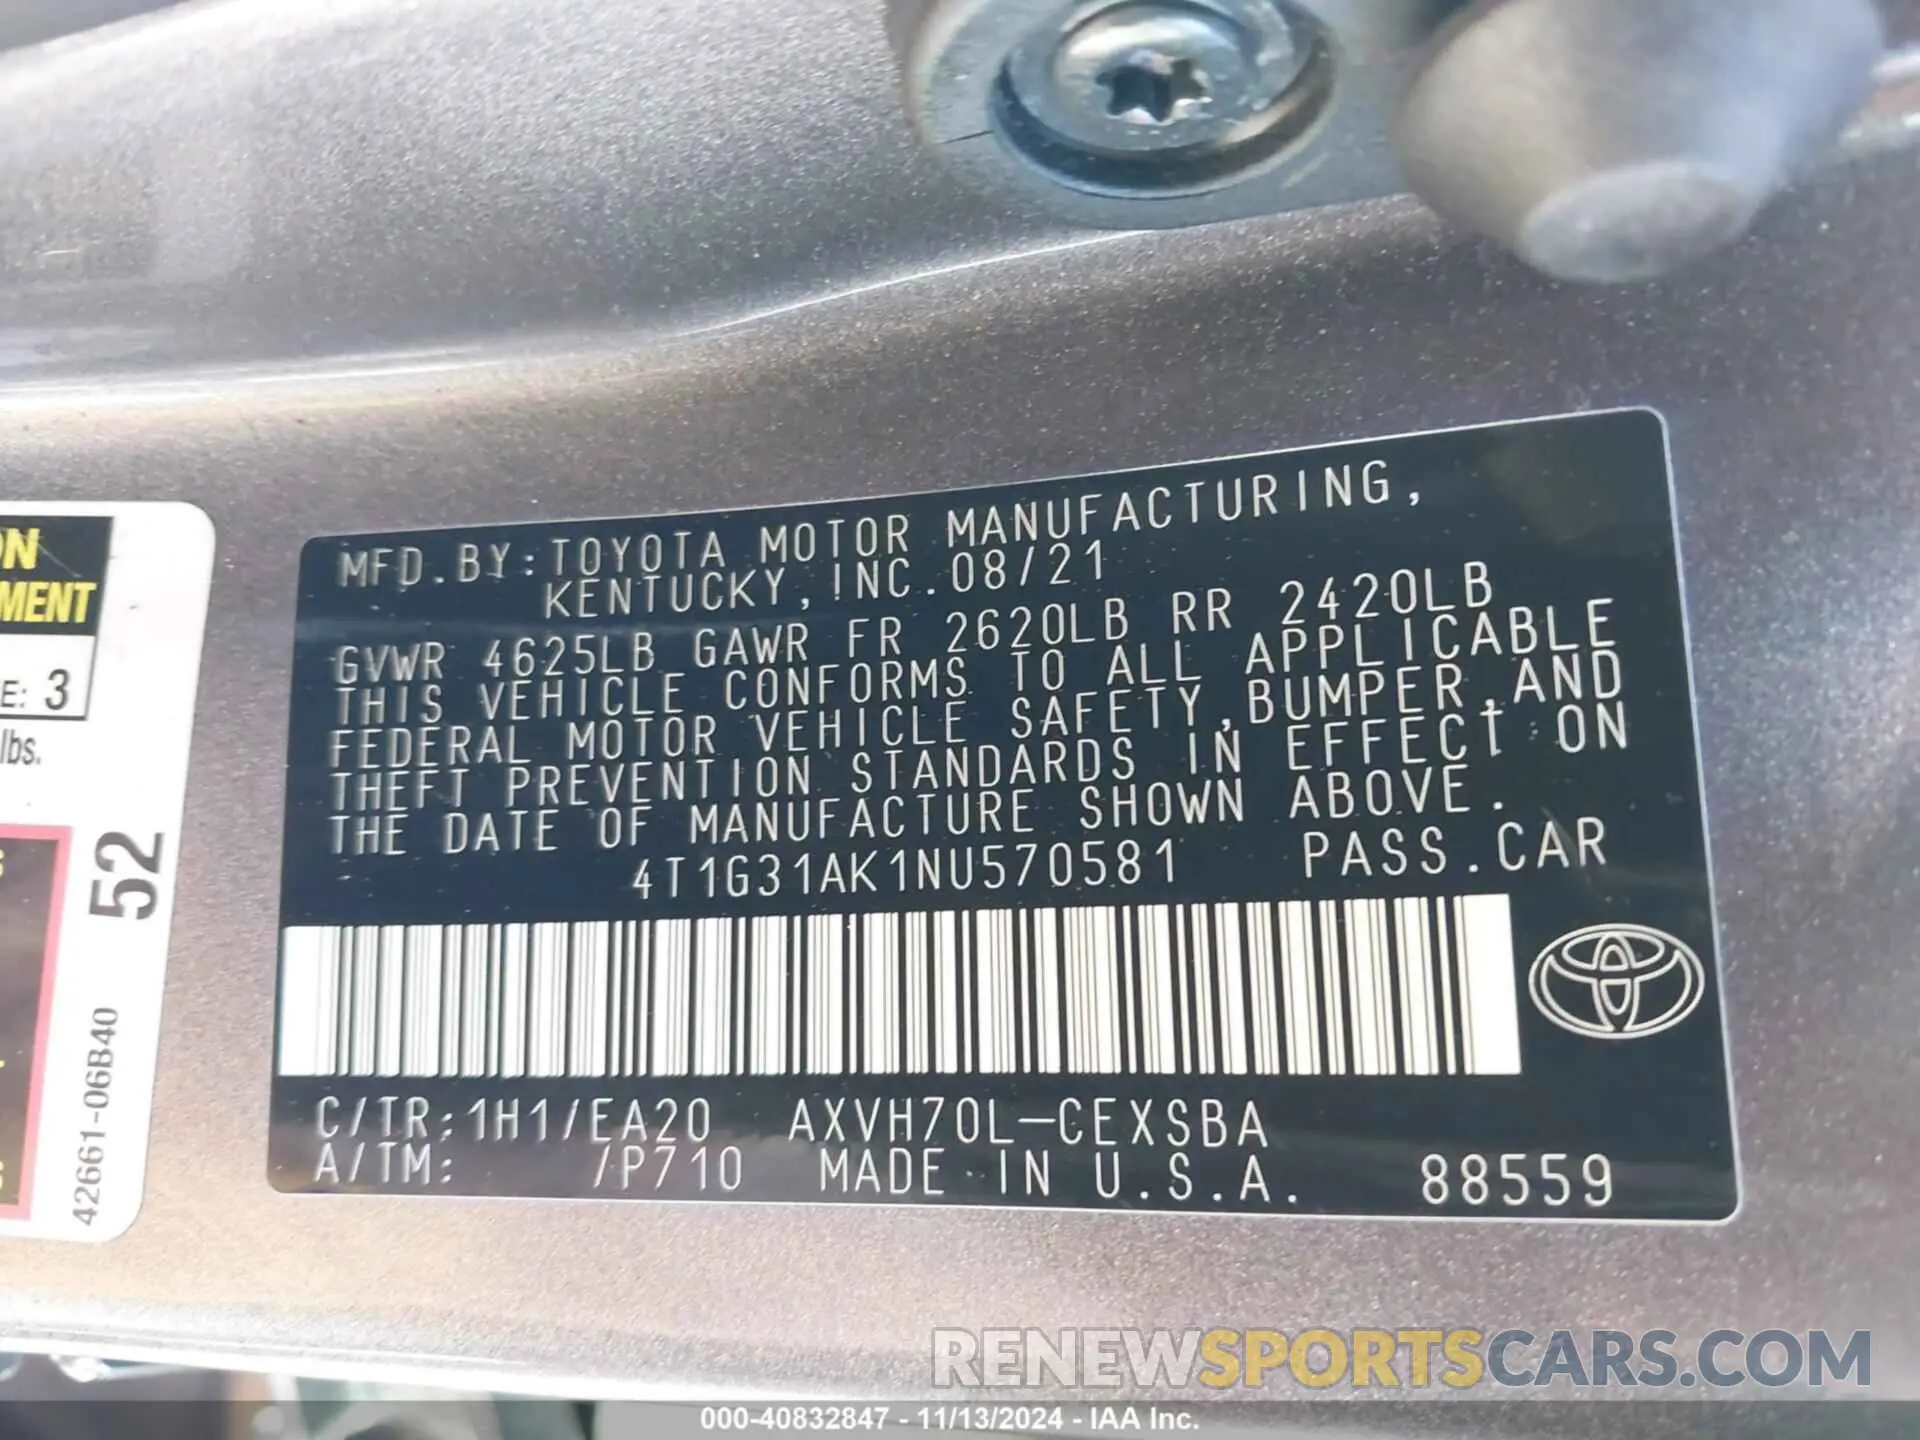 MFD.BY:TOYOTA MOTOR MANUFACTURING,
KENTUCKY, INC. 08/21
GVWR 4625LB GAWR FR 2620LB RR 2420LB
THIS VEHICLE CONFORMS TO ALL APPLICABLE
FEDERAL MOTOR VEHICLE SAFETY,BUMPER,AND
THEFT PREVENTION STANDARDS IN EFFECT ON
THE DATE OF MANUFACTURE SHOWN ABOVE.
4T1G31AK1NU570581 PASS.CAR
C/TR:1H1/EA20 AXVH70L-CEXSBA
A/TM: /P710 MADE IN U.S.A. 88559
ON
MENT
E: 3
lbs.
52
42661-06B40
RENEWSPORTSCARS.COM
000-40832847 - 11/13/2024 - IAA Inc.